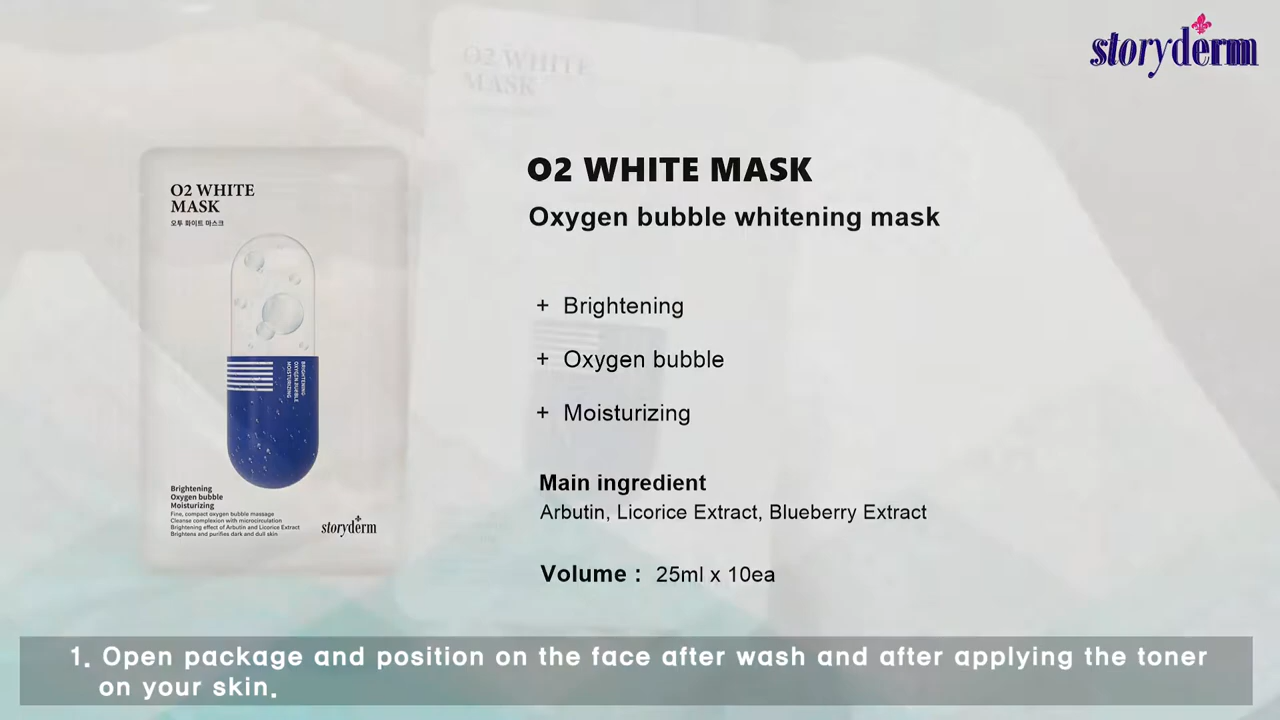 storyderm
O2 WHITE
MASK
O2 WHITE
MASK
오투 화이트 마스크
BRIGHTENING
OXYGEN BUBBLE
MOISTURIZING
Brightening
Oxygen bubble
Moisturizing
Fine, compact oxygen bubble massage
Cleanse complexion with microcirculation
Brightening effect of Arbutin and Licorice Extract
Brightens and purifies dark and dull skin
storyderm
O2 WHITE MASK
Oxygen bubble whitening mask
+ Brightening
+ Oxygen bubble
+ Moisturizing
Main ingredient
Arbutin, Licorice Extract, Blueberry Extract
Volume : 25ml x 10ea
1. Open package and position on the face after wash and after applying the toner
on your skin.